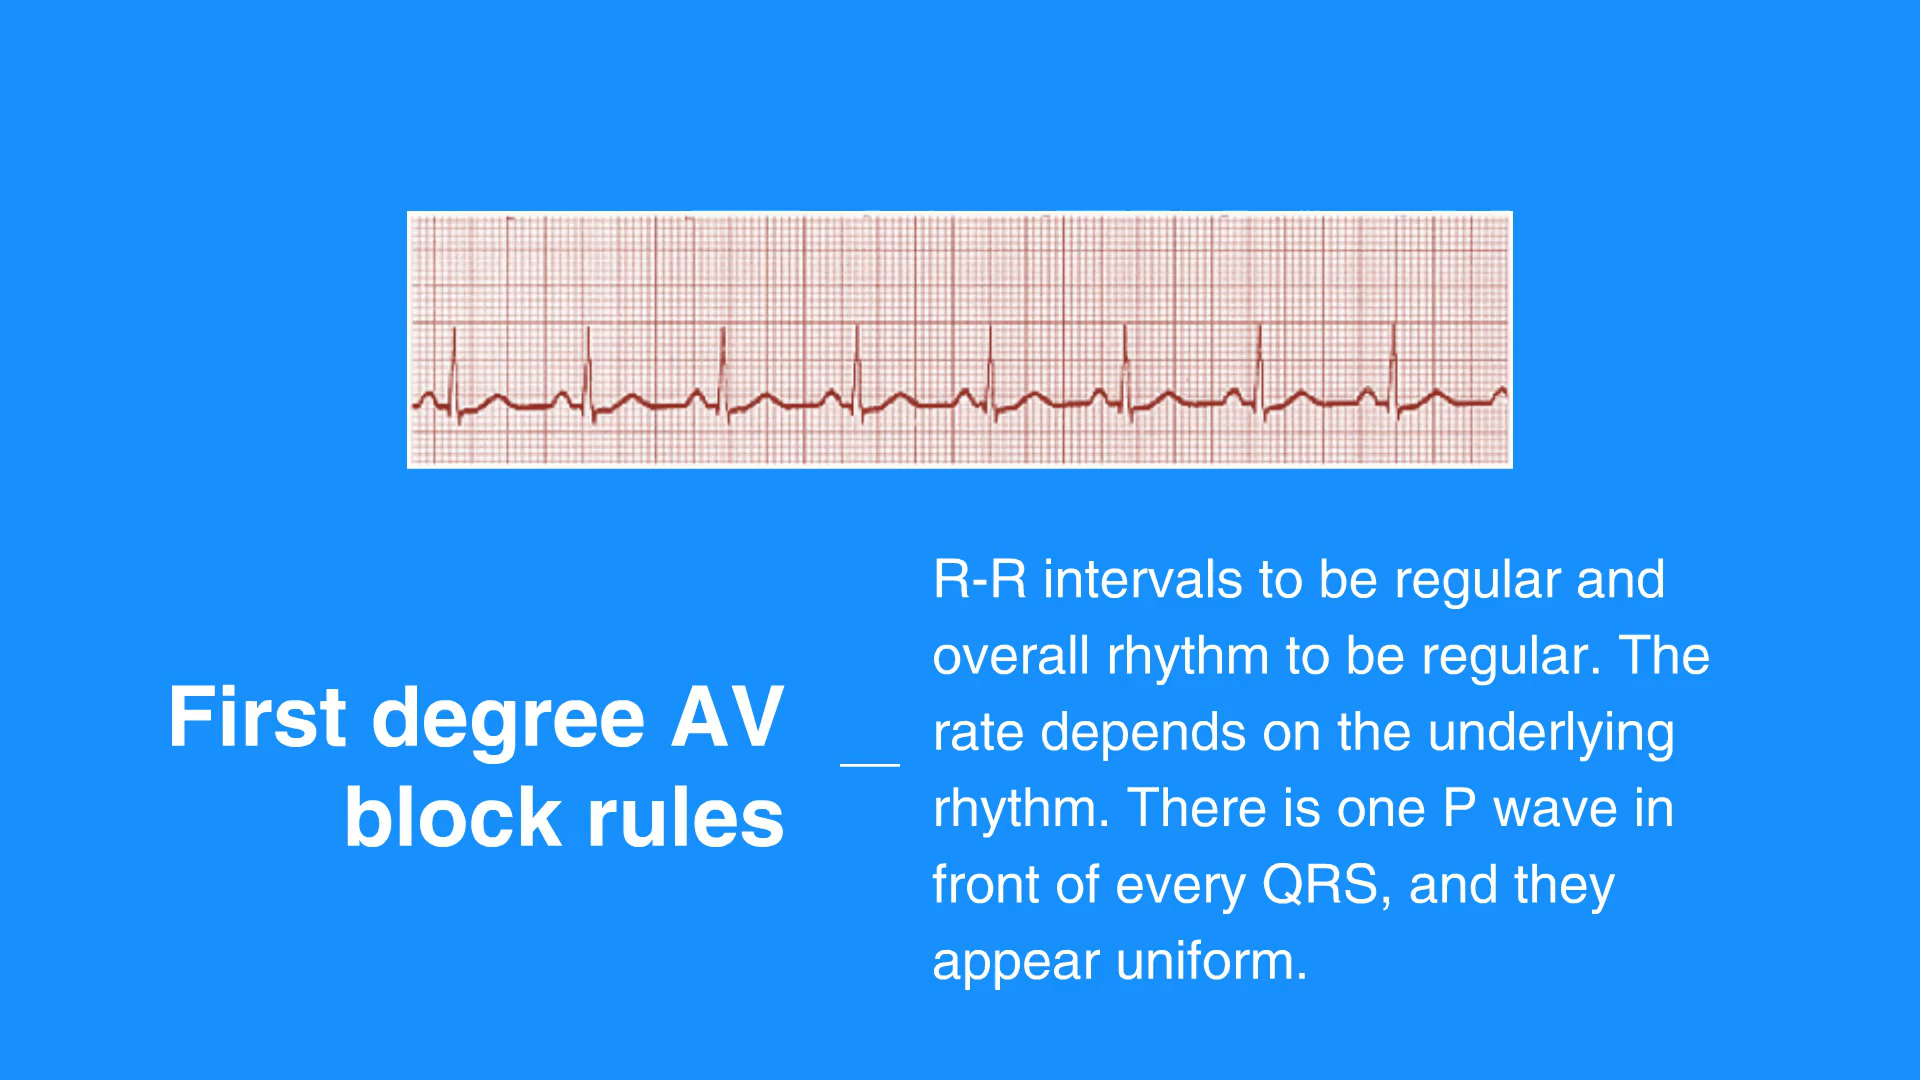 First degree AV
block rules
R-R intervals to be regular and
overall rhythm to be regular. The
rate depends on the underlying
rhythm. There is one P wave in
front of every QRS, and they
appear uniform.